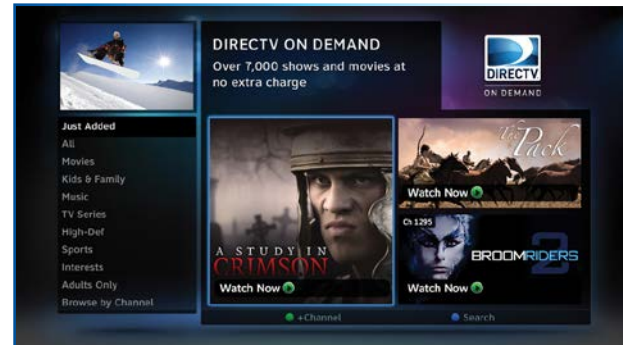 DIRECTV ON DEMAND
Over 7,000 shows and movies at
no extra charge
DIRECTV
ON DEMAND
Just Added
All
Movies
Kids & Family
Music
TV Series
High-Def
Sports
Interests
Adults Only
Browse by Channel
A STUDY IN
CRIMSON
Watch Now
The
Pack
Watch Now
Ch 1295
BROOMRIDERS
2
Watch Now
+Channel
Search